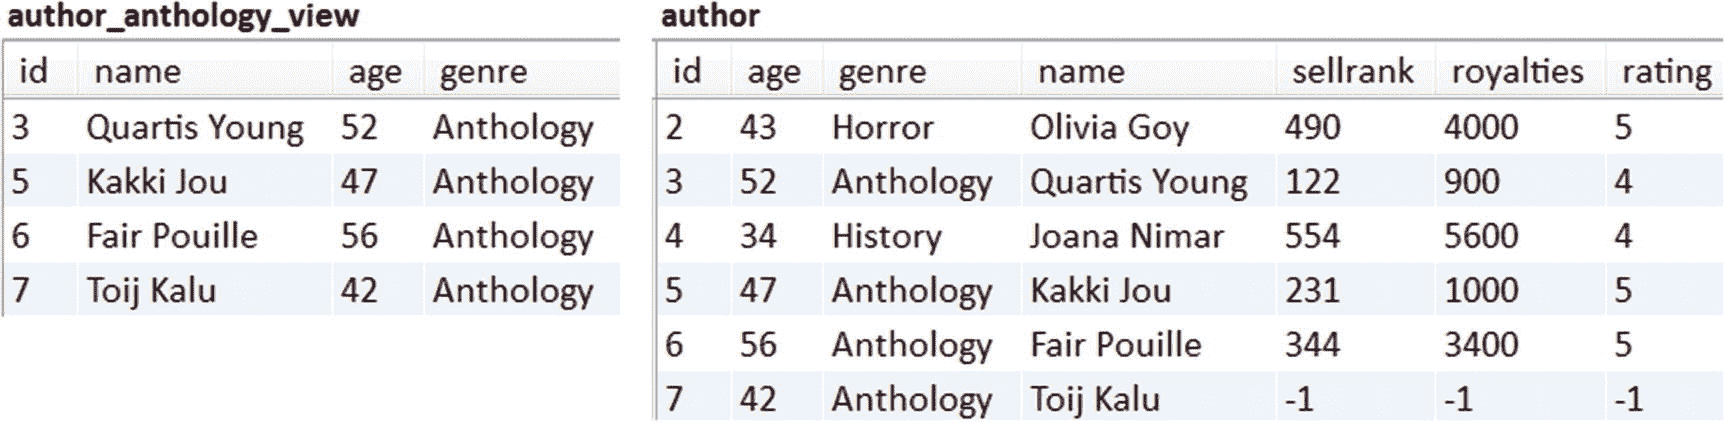 author_anthology_view
id name age genre
3 Quartis Young 52 Anthology
5 Kakki Jou 47 Anthology
6 Fair Pouille 56 Anthology
7 Toij Kalu 42 Anthology
author
id age genre name sellrank royalties rating
2 43 Horror Olivia Goy 490 4000 5
3 52 Anthology Quartis Young 122 900 4
4 34 History Joana Nimar 554 5600 4
5 47 Anthology Kakki Jou 231 1000 5
6 56 Anthology Fair Pouille 344 3400 5
7 42 Anthology Toij Kalu -1 -1 -1